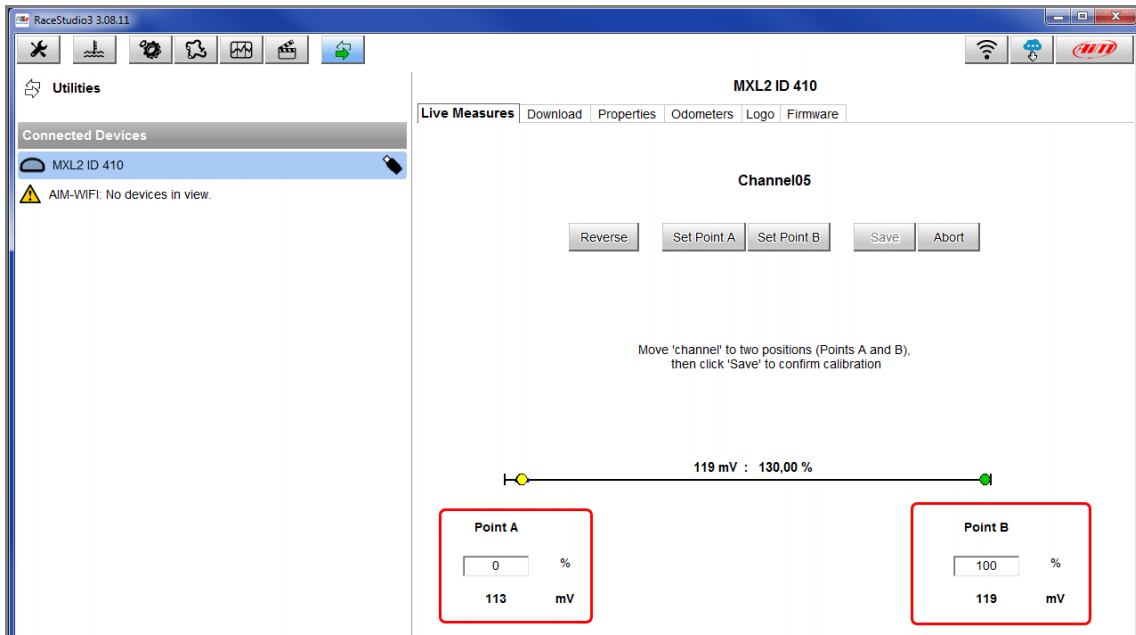 RaceStudio3 3.08.11
AiM
Utilities
MXL2 ID 410
Live Measures Download Properties Odometers Logo Firmware
Connected Devices
MXL2 ID 410
AIM-WIFI: No devices in view.
Channel05
Reverse Set Point A Set Point B Save Abort
Move 'channel' to two positions (Points A and B),
then click 'Save' to confirm calibration
119 mV : 130,00 %
Point A
0 %
113 mV
Point B
100 %
119 mV